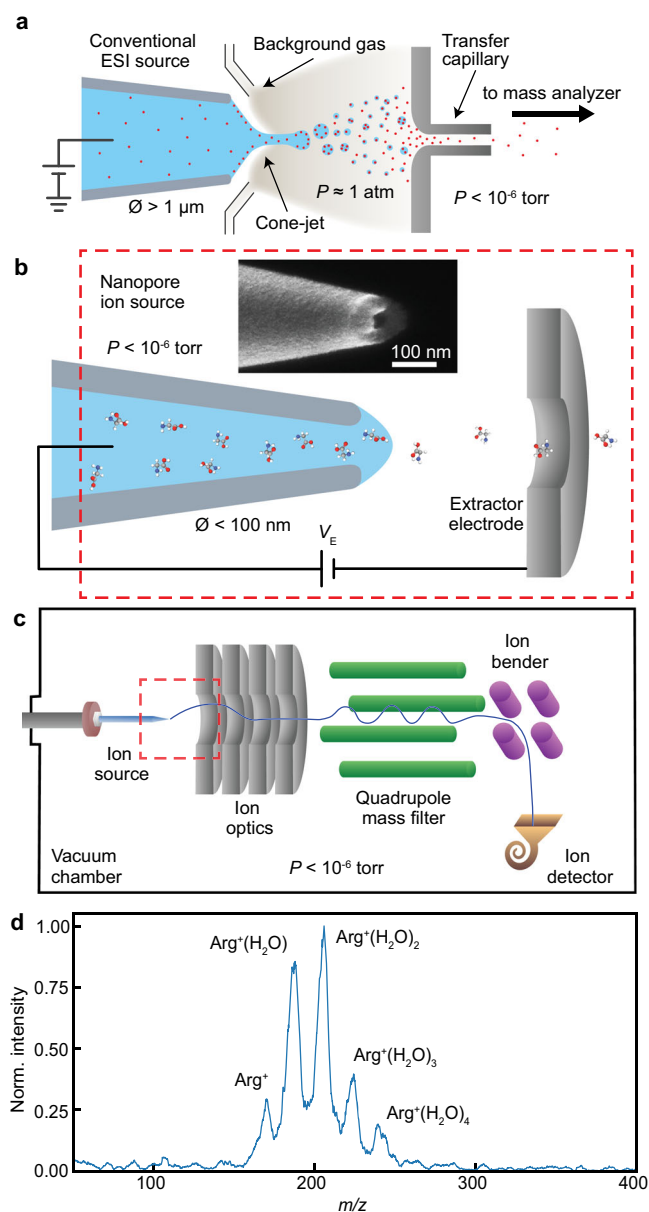 a
Conventional
ESI source
Background gas
Transfer
capillary
to mass analyzer
Ø > 1 µm
Cone-jet
P ≈ 1 atm
P < 10⁻⁶ torr
b
Nanopore
ion source
P < 10⁻⁶ torr
100 nm
Ø < 100 nm
Extractor
electrode
V_E
c
Ion
source
Ion
optics
Quadrupole
mass filter
Ion
bender
Vacuum
chamber
P < 10⁻⁶ torr
Ion
detector
d
Norm. intensity
1.00
0.75
0.50
0.25
0.00
Arg⁺
Arg⁺(H₂O)
Arg⁺(H₂O)₂
Arg⁺(H₂O)₃
Arg⁺(H₂O)₄
100
200
300
400
m/z